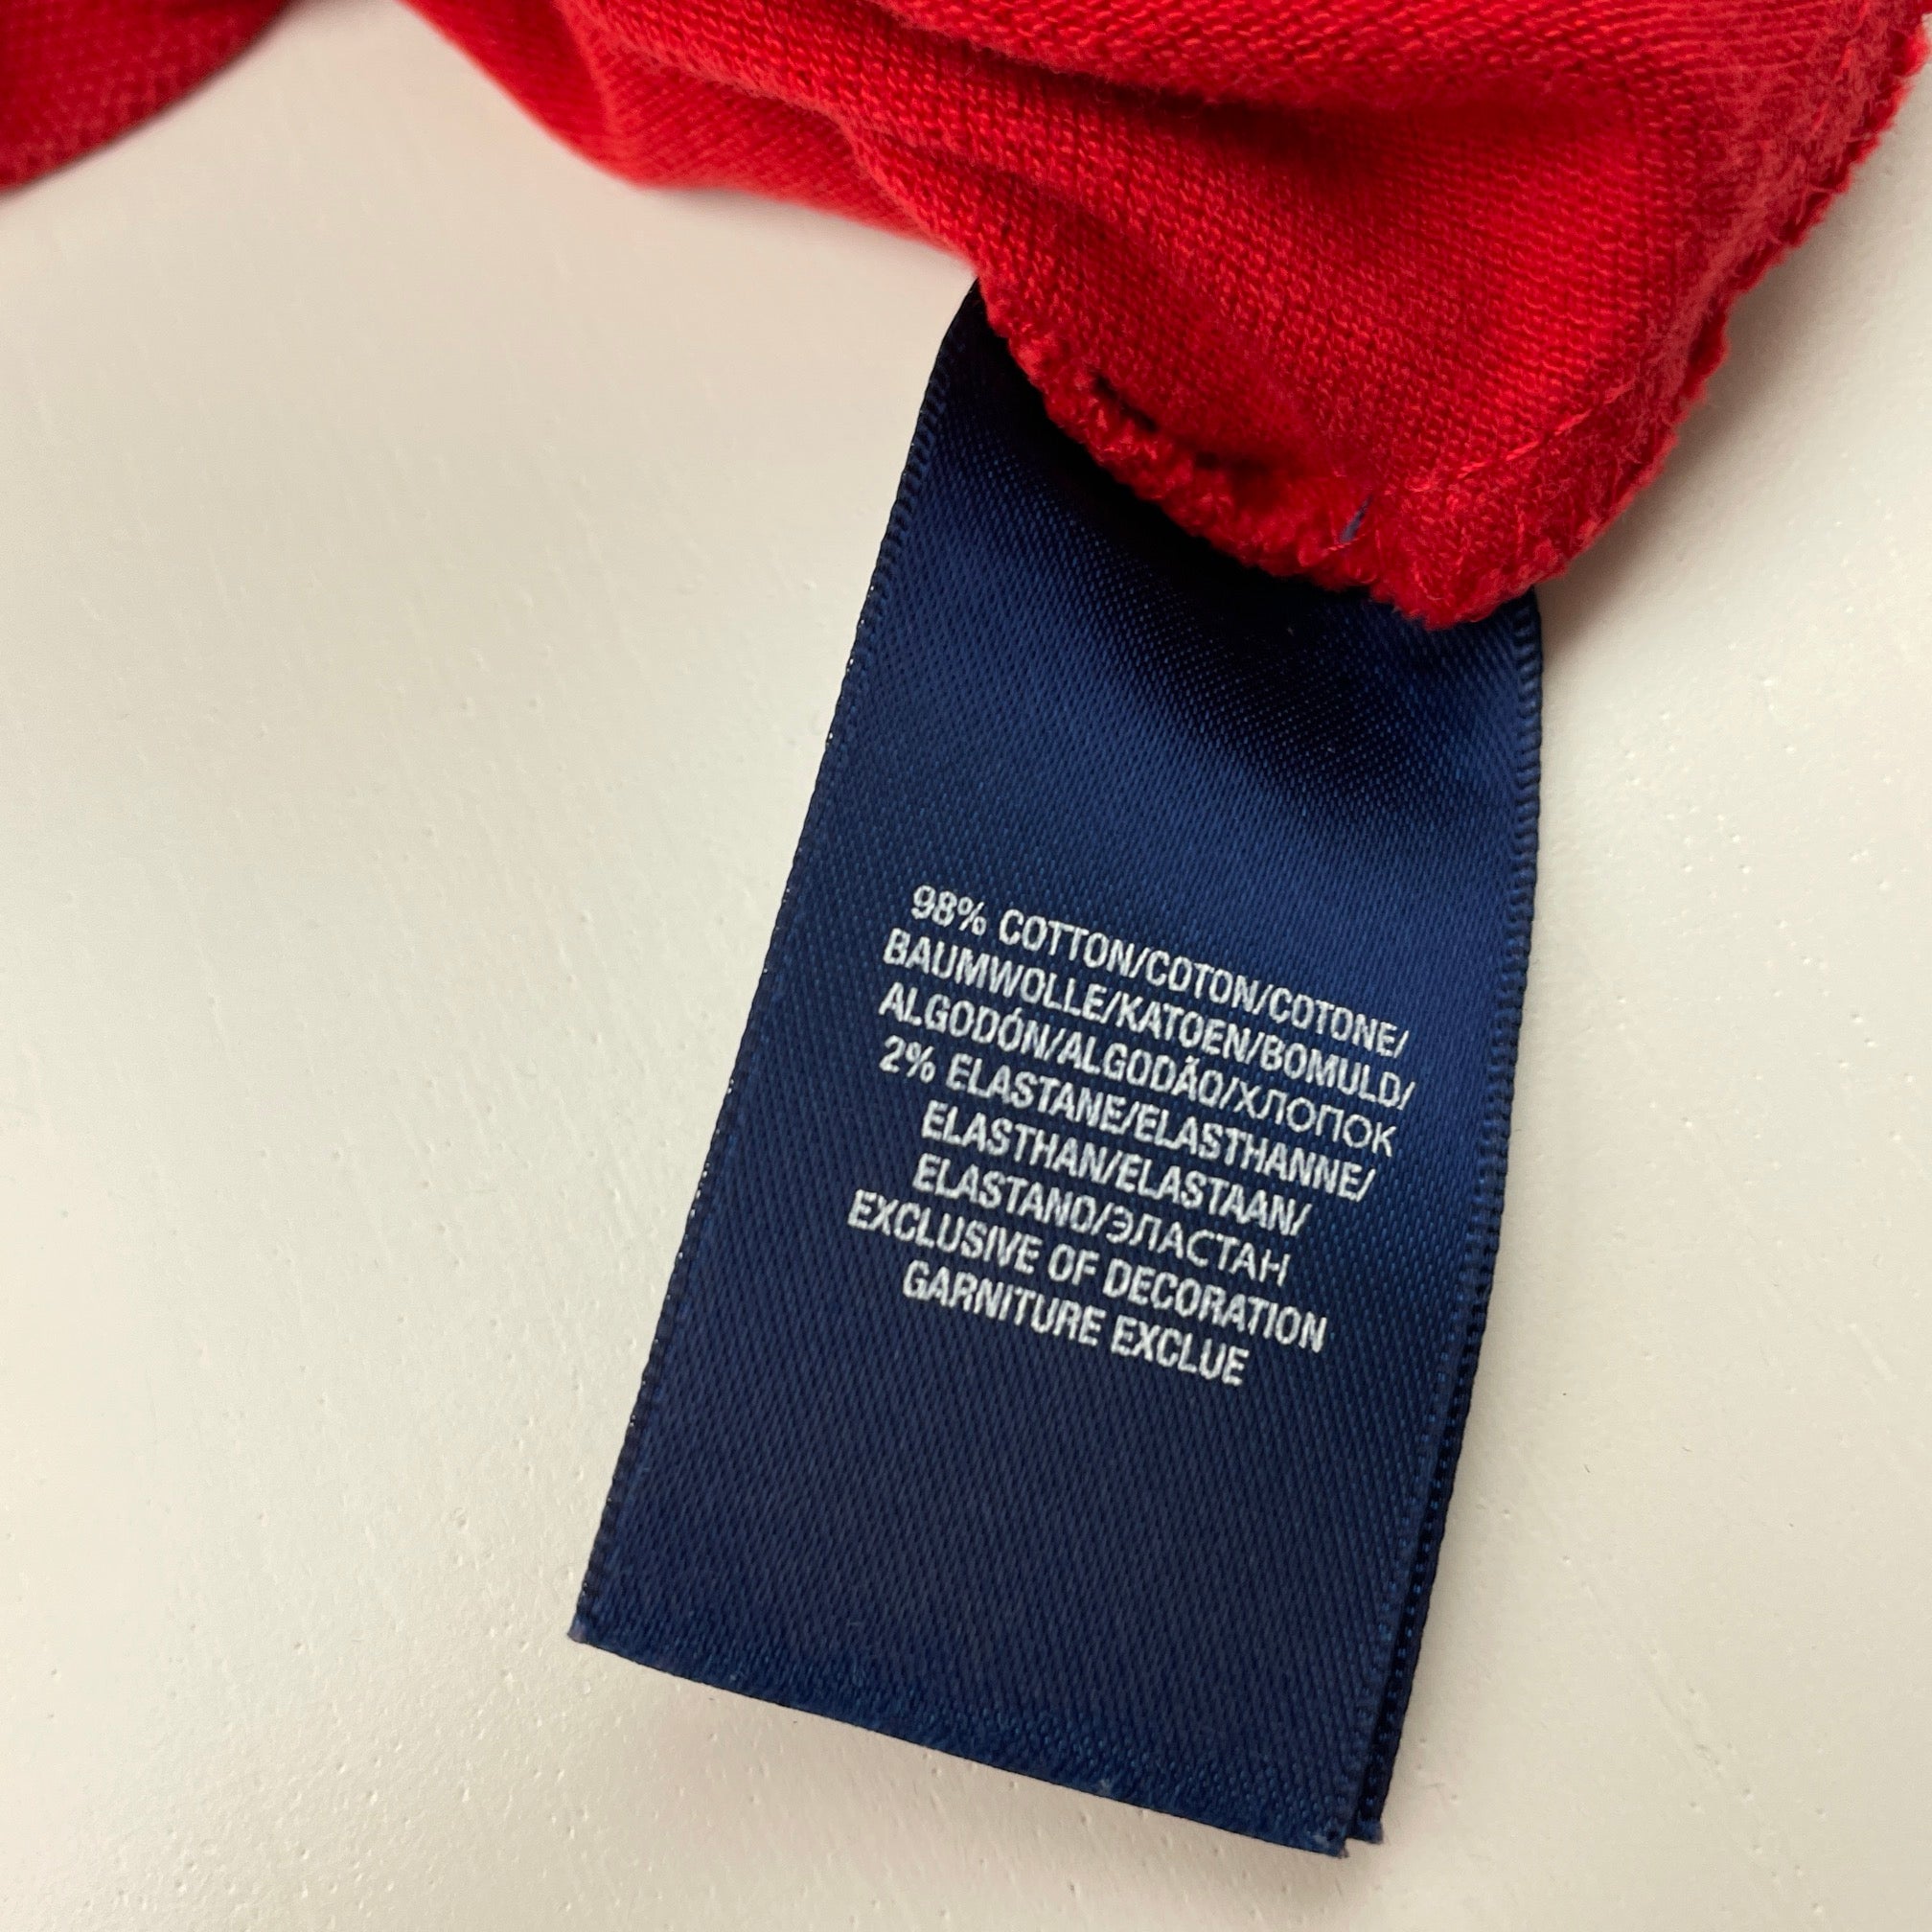 98% COTTON/COTON/COTONE/
BAUMWOLLE/KATOEN/BOMULD/
ALGODÓN/ALGODÃO/ХЛОПОК
2% ELASTANE/ELASTHANNE/
ELASTHAN/ELASTAAN/
ELASTANO/ЭЛАСТАН
EXCLUSIVE OF DECORATION
GARNITURE EXCLUE